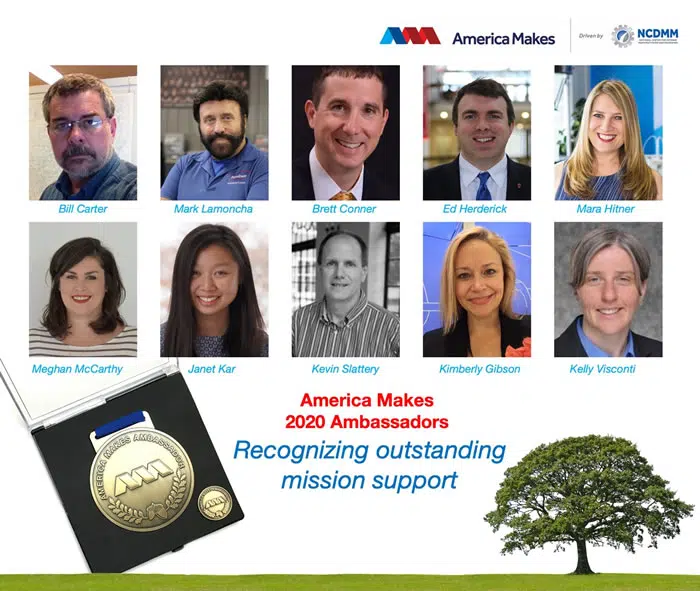 America Makes
Driven by
NCDMM
Bill Carter
Mark Lamoncha
Brett Conner
Ed Herderick
Mara Hitner
Meghan McCarthy
Janet Kar
Kevin Slattery
Kimberly Gibson
Kelly Visconti
America Makes
2020 Ambassadors
Recognizing outstanding
mission support
AMERICA MAKES AMBASSADOR